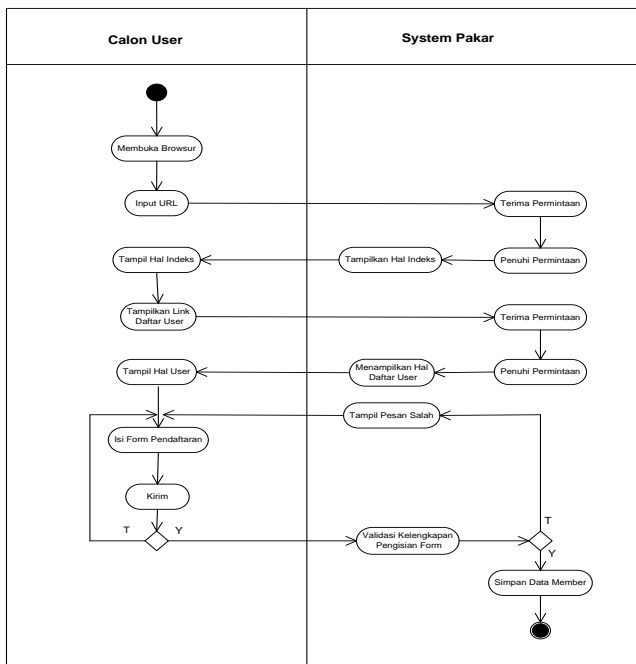 Calon User
System Pakar
Membuka Browsur
Input URL
Terima Permintaan
Tampil Hal Indeks
Tampilkan Hal Indeks
Penuhi Permintaan
Tampilkan Link
Daftar User
Terima Permintaan
Tampil Hal User
Menampilkan Hal
Daftar User
Penuhi Permintaan
Tampil Pesan Salah
Isi Form Pendaftaran
Kirim
T
Y
Validasi Kelengkapan
Pengisian Form
T
Y
Simpan Data Member